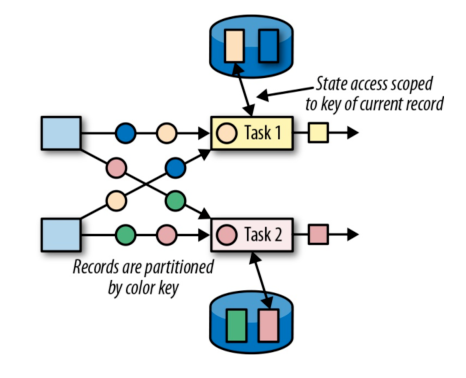 State access scoped
to key of current record
Task 1
Task 2
Records are partitioned
by color key